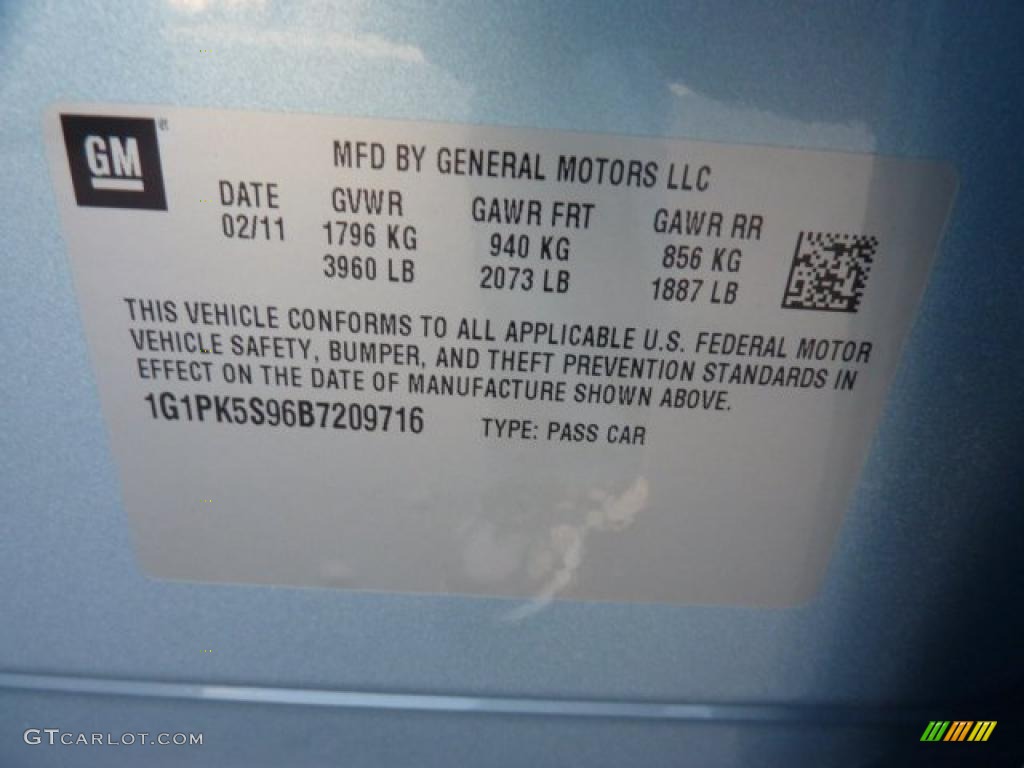 GM
MFD BY GENERAL MOTORS LLC
DATE GVWR GAWR FRT GAWR RR
02/11 1796 KG 940 KG 856 KG
3960 LB 2073 LB 1887 LB
THIS VEHICLE CONFORMS TO ALL APPLICABLE U.S. FEDERAL MOTOR
VEHICLE SAFETY, BUMPER, AND THEFT PREVENTION STANDARDS IN
EFFECT ON THE DATE OF MANUFACTURE SHOWN ABOVE.
1G1PK5S96B7209716 TYPE: PASS CAR
GTCARLOT.COM